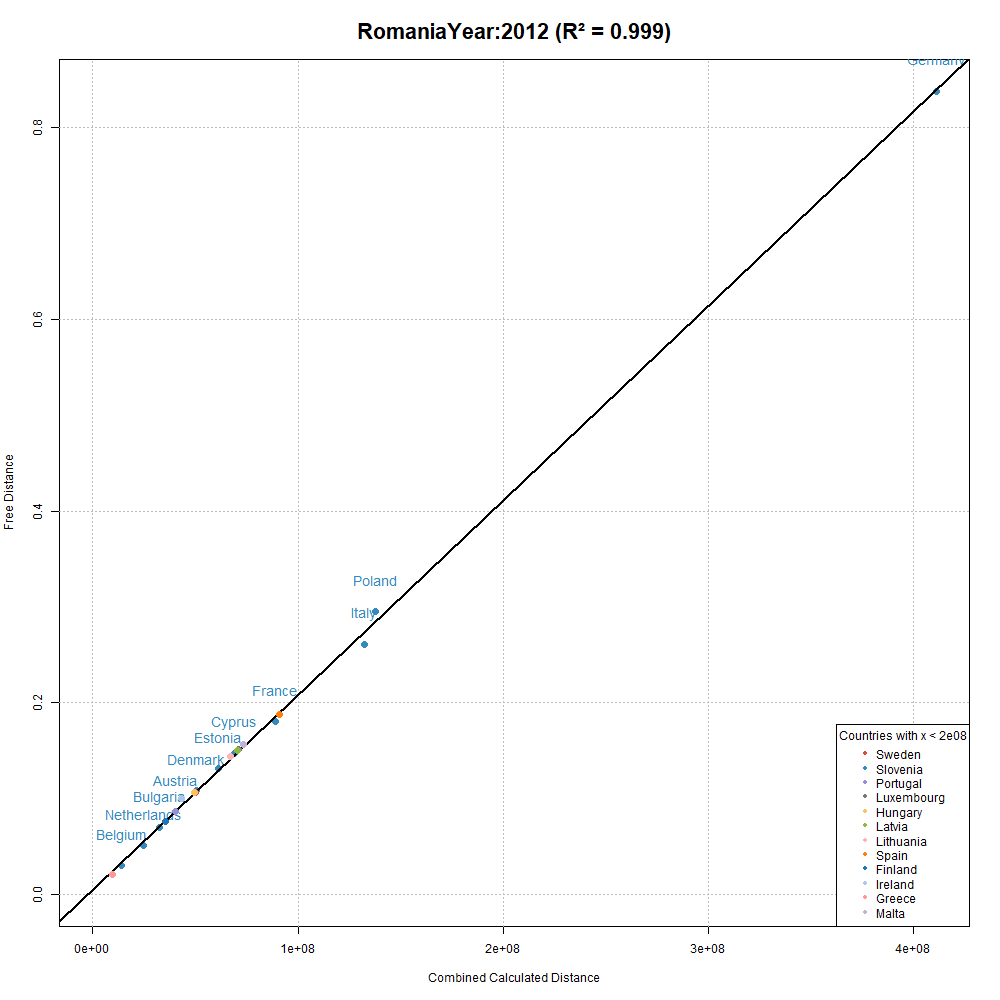 RomaniaYear:2012 (R² = 0.999)
Germany
0.8
0.6
Free Distance
0.4
Poland
Italy
France
0.2
Cyprus
Estonia
Denmark
Austria
Bulgaria
Netherlands
Belgium
0.0
Countries with x < 2e08
Sweden
Slovenia
Portugal
Luxembourg
Hungary
Latvia
Lithuania
Spain
Finland
Ireland
Greece
Malta
0e+00 1e+08 2e+08 3e+08 4e+08
Combined Calculated Distance